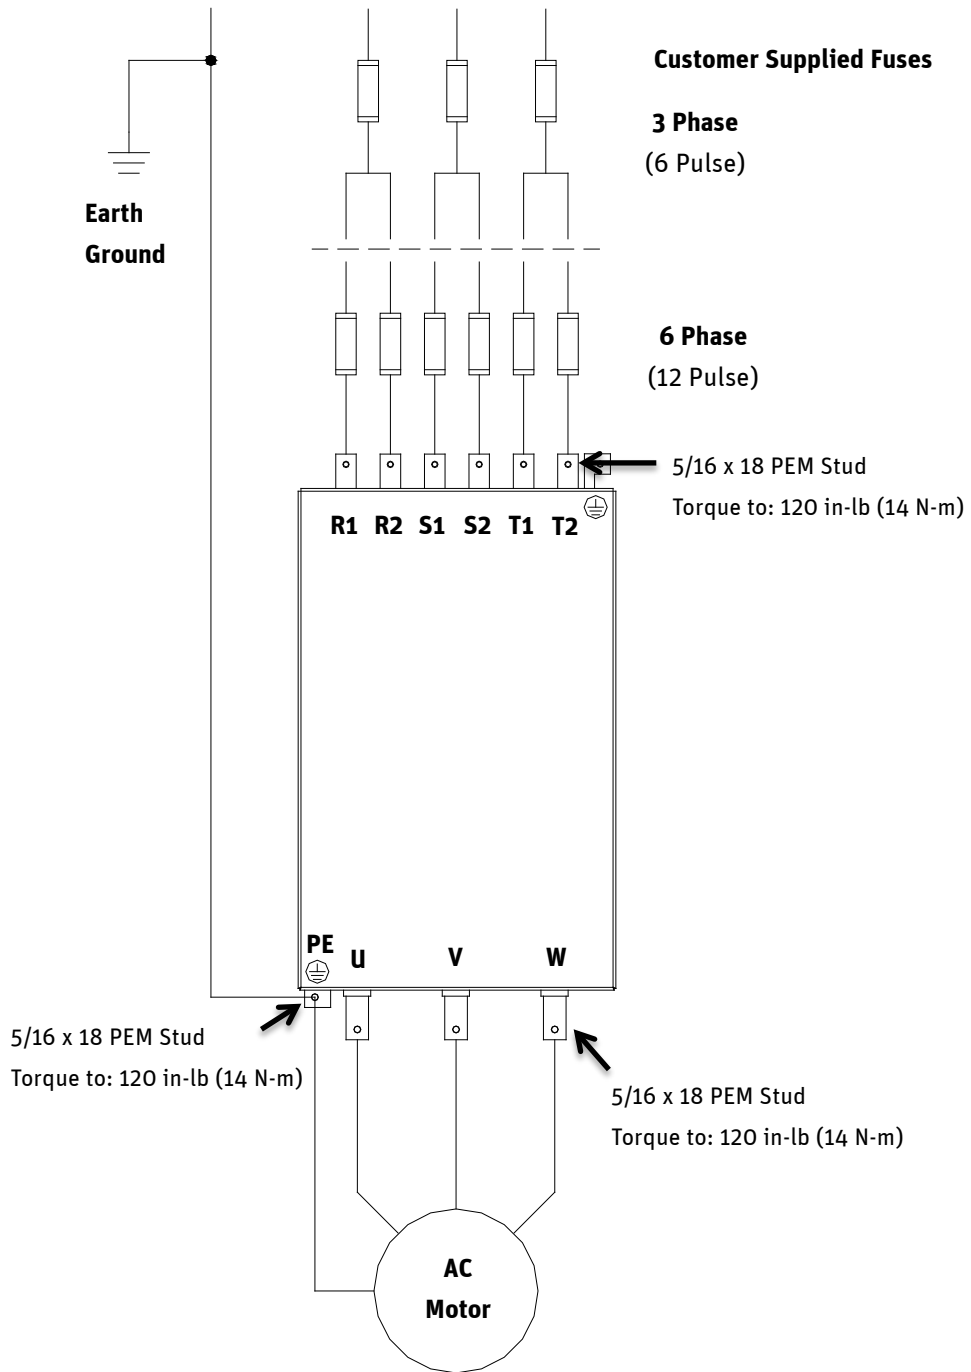 Customer Supplied Fuses
3 Phase
(6 Pulse)
Earth
Ground
6 Phase
(12 Pulse)
5/16 x 18 PEM Stud
Torque to: 120 in-lb (14 N-m)
R1 R2 S1 S2 T1 T2
PE
U V W
5/16 x 18 PEM Stud
Torque to: 120 in-lb (14 N-m)
5/16 x 18 PEM Stud
Torque to: 120 in-lb (14 N-m)
AC
Motor